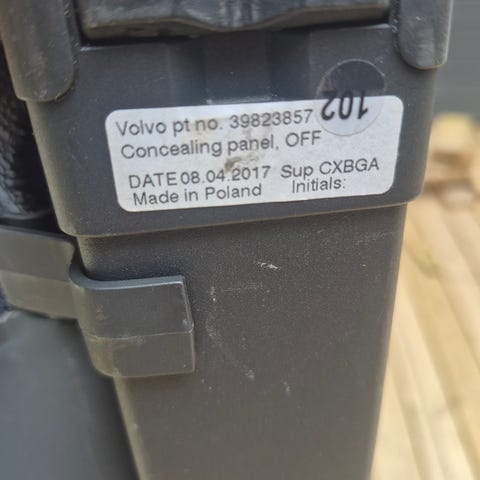 Volvo pt no. 39823857
102
Concealing panel, OFF
DATE 08.04.2017 Sup CXBGA
Made in Poland Initials: